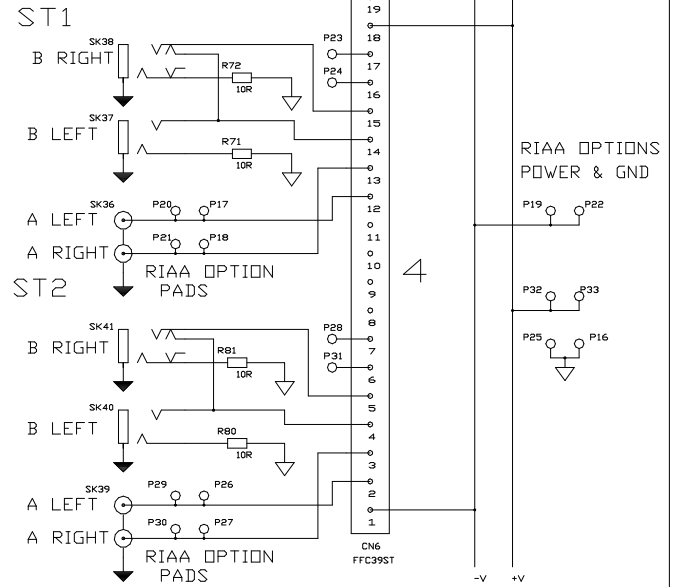 ST1
SK38
B RIGHT
R72
10R
SK37
B LEFT
R71
10R
SK36
A LEFT
P20
P17
A RIGHT
P21
P18
RIAA OPTION
PADS
ST2
SK41
B RIGHT
R81
10R
SK40
B LEFT
R80
10R
SK39
A LEFT
P29
P26
A RIGHT
P30
P27
RIAA OPTION
PADS
P23
P24
P28
P31
19
18
17
16
15
14
13
12
11
10
9
8
7
6
5
4
3
2
1
CN6
FFC39ST
4
RIAA OPTIONS
POWER & GND
P19
P22
P32
P33
P25
P16
-V
+V